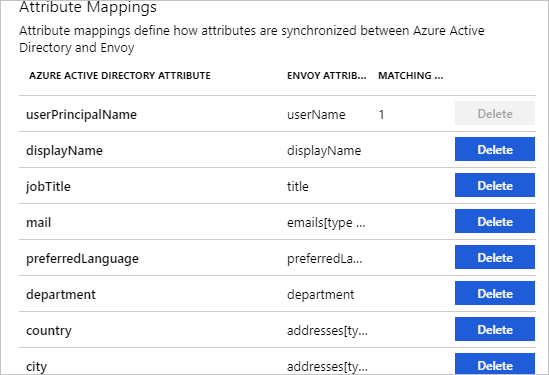 Attribute Mappings
Attribute mappings define how attributes are synchronized between Azure Active
Directory and Envoy
AZURE ACTIVE DIRECTORY ATTRIBUTE ENVOY ATTRIB... MATCHING ...
userPrincipalName userName 1 Delete
displayName displayName Delete
jobTitle title Delete
mail emails[type ... Delete
preferredLanguage preferredLa... Delete
department department Delete
country addresses[ty... Delete
city addresses[ty... Delete